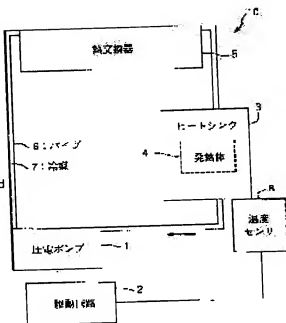 熱交換器
5
3
6：パイプ
7：冷媒
ヒートシンク
4
発熱体
8
温度
センサ
圧電ポンプ
1
2
駆動回路